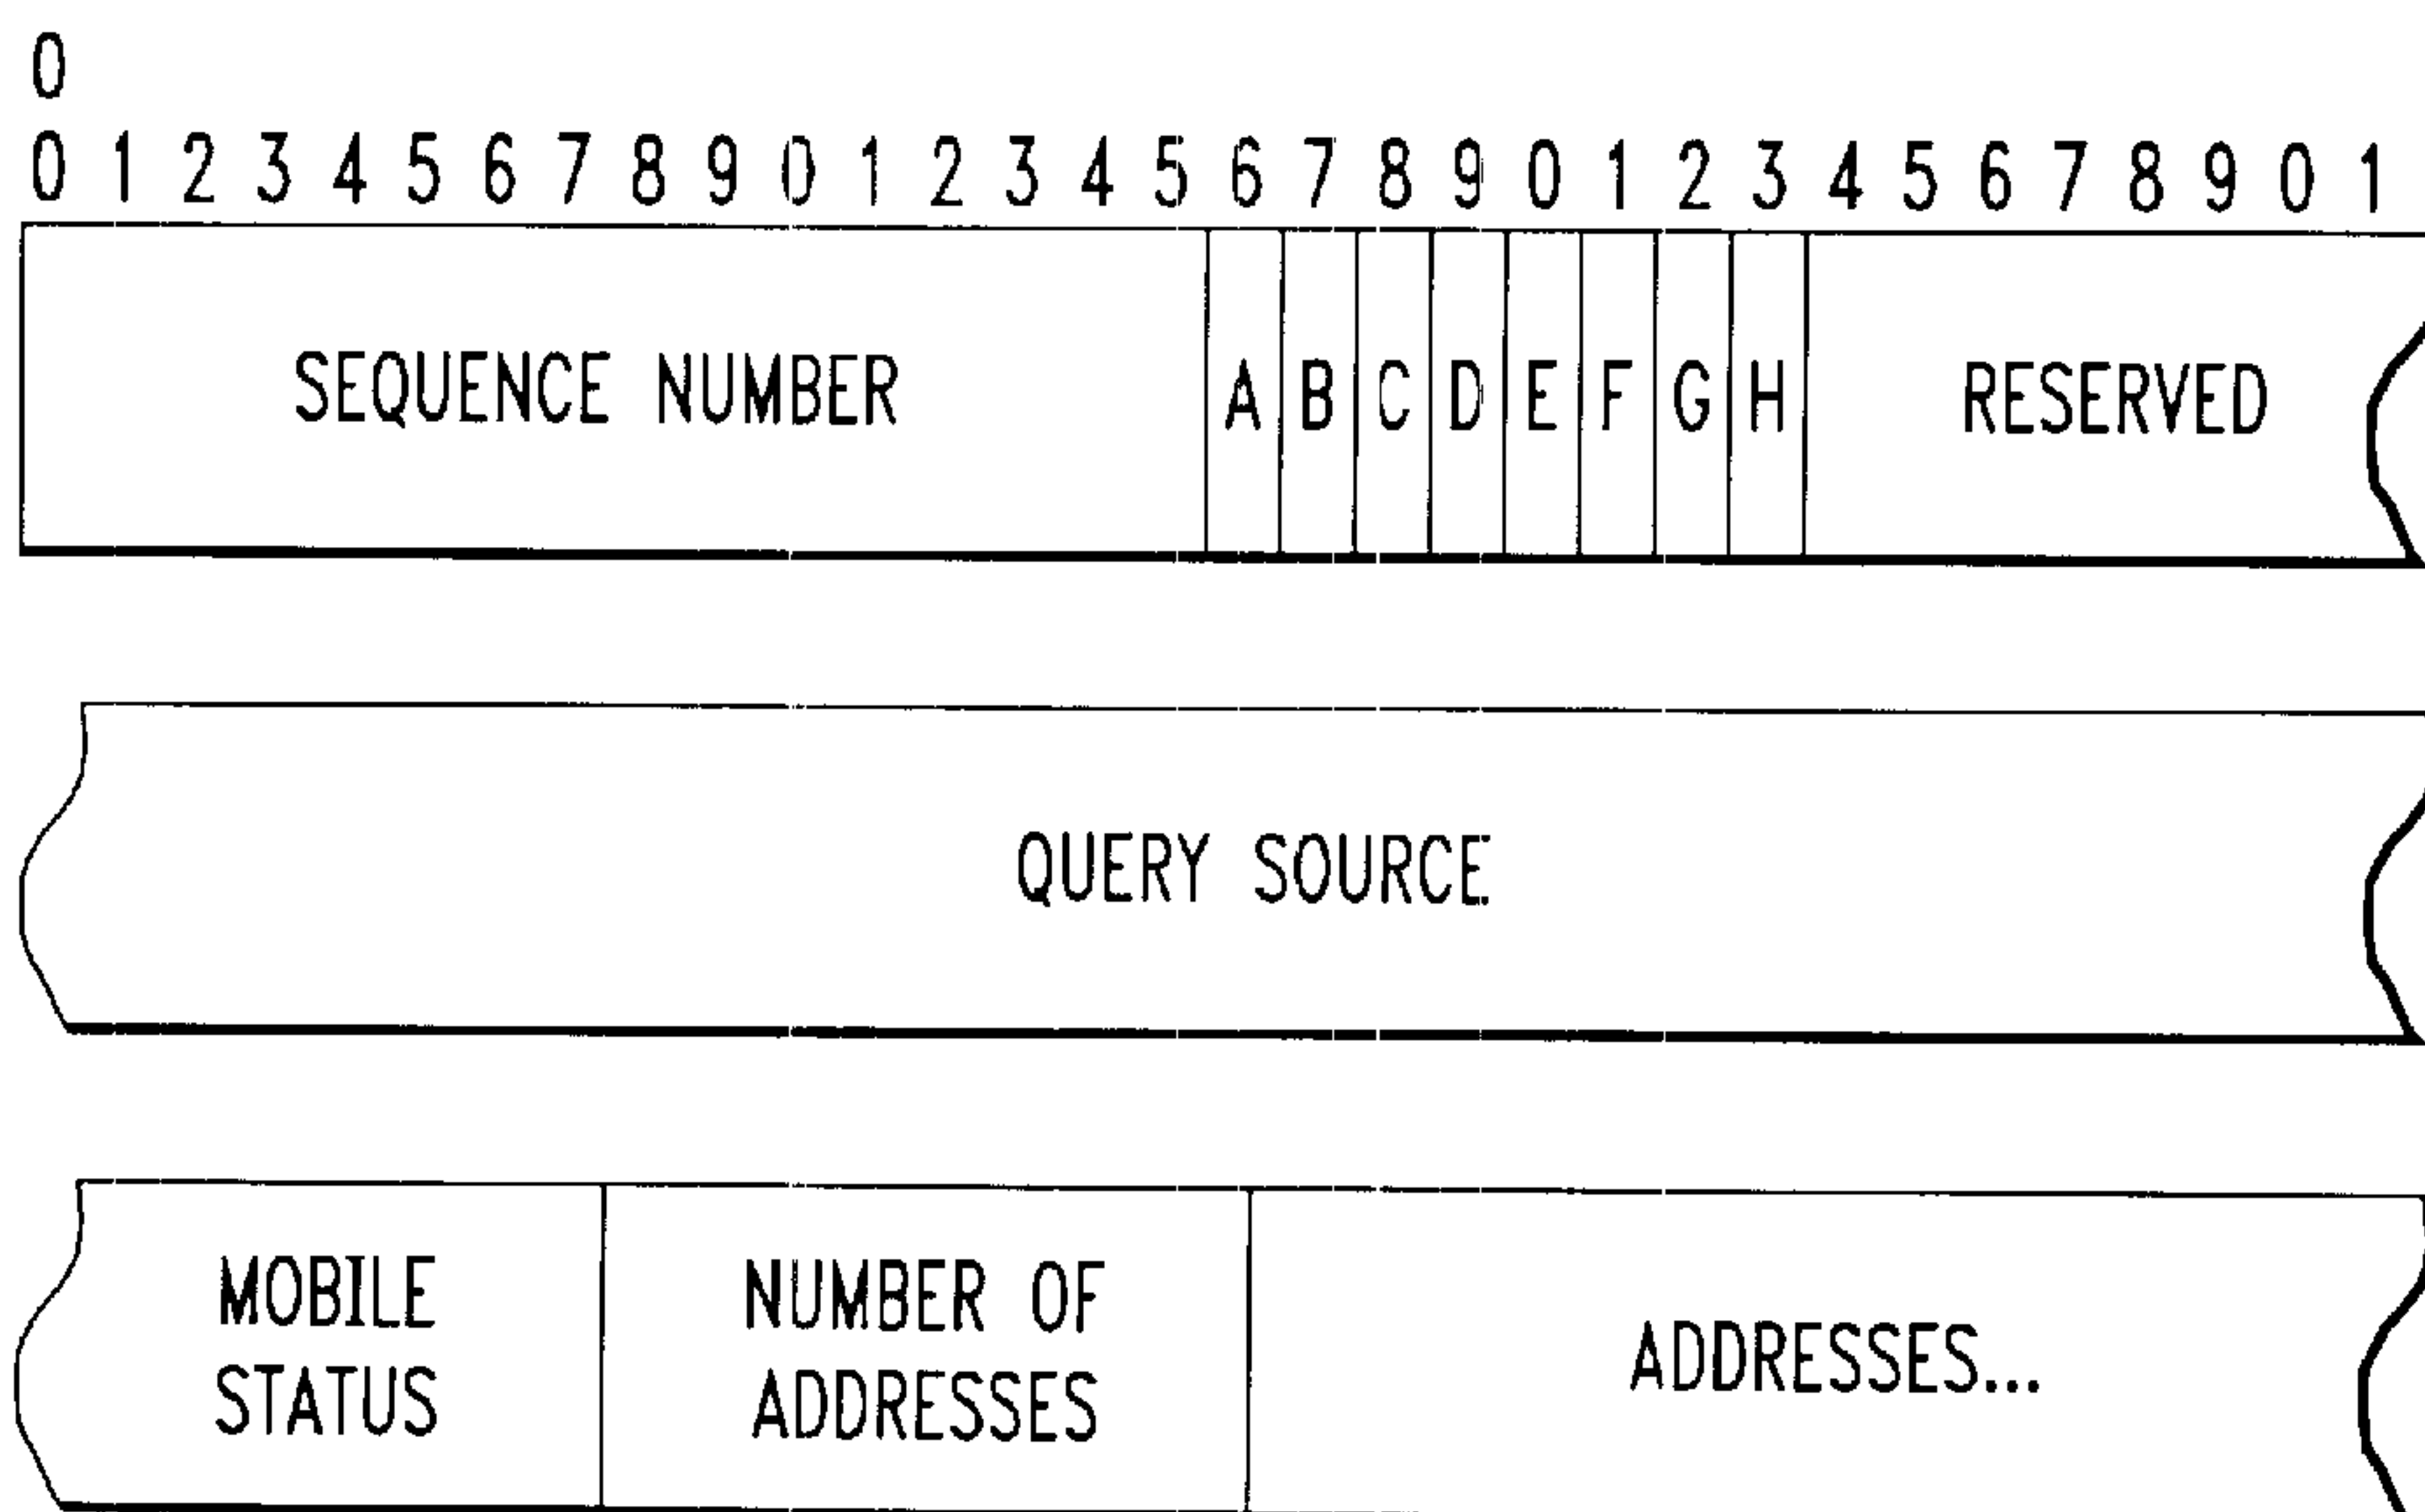 0
0 1 2 3 4 5 6 7 8 9 0 1 2 3 4 5 6 7 8 9 0 1 2 3 4 5 6 7 8 9 0 1
SEQUENCE NUMBER A B C D E F G H RESERVED
QUERY SOURCE
MOBILE STATUS
NUMBER OF ADDRESSES
ADDRESSES...